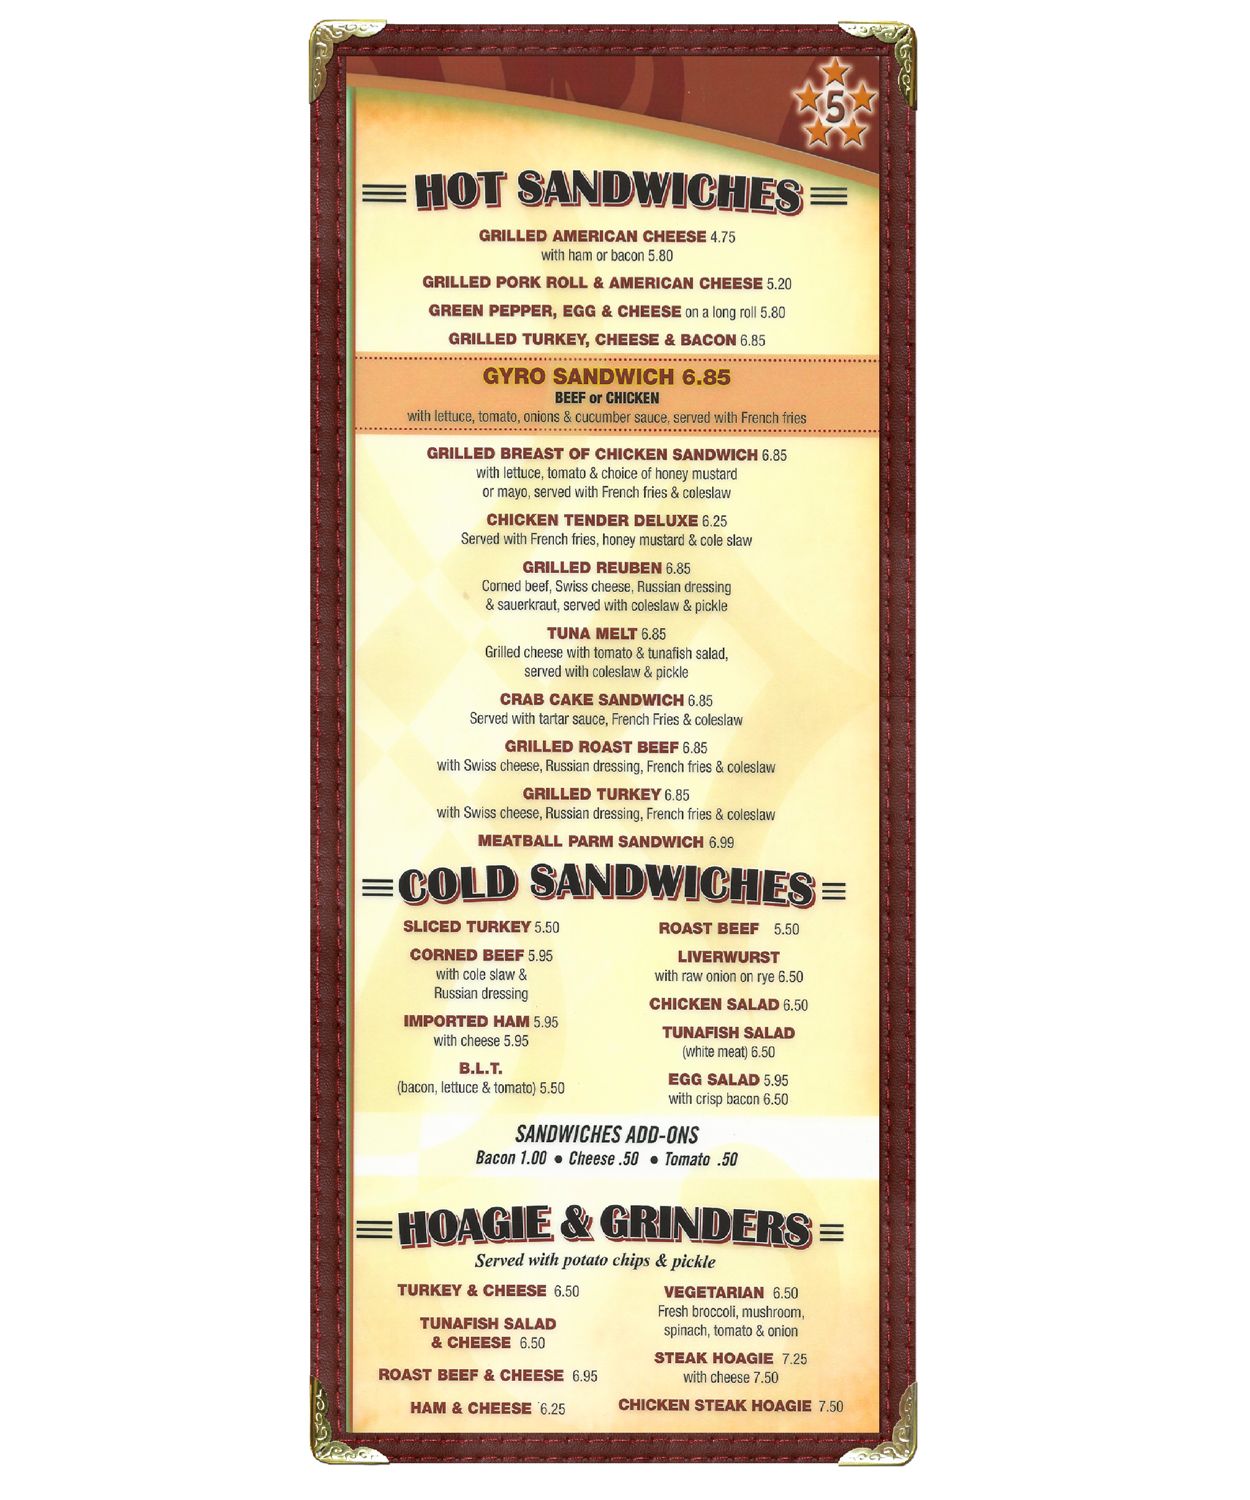 5
HOT SANDWICHES
GRILLED AMERICAN CHEESE 4.75
with ham or bacon 5.80
GRILLED PORK ROLL & AMERICAN CHEESE 5.20
GREEN PEPPER, EGG & CHEESE on a long roll 5.80
GRILLED TURKEY, CHEESE & BACON 6.85
GYRO SANDWICH 6.85
BEEF or CHICKEN
with lettuce, tomato, onions & cucumber sauce, served with French fries
GRILLED BREAST OF CHICKEN SANDWICH 6.85
with lettuce, tomato & choice of honey mustard
or mayo, served with French fries & coleslaw
CHICKEN TENDER DELUXE 6.25
Served with French fries, honey mustard & cole slaw
GRILLED REUBEN 6.85
Corned beef, Swiss cheese, Russian dressing
& sauerkraut, served with coleslaw & pickle
TUNA MELT 6.85
Grilled cheese with tomato & tunafish salad,
served with coleslaw & pickle
CRAB CAKE SANDWICH 6.85
Served with tartar sauce, French Fries & coleslaw
GRILLED ROAST BEEF 6.85
with Swiss cheese, Russian dressing, French fries & coleslaw
GRILLED TURKEY 6.85
with Swiss cheese, Russian dressing, French fries & coleslaw
MEATBALL PARM SANDWICH 6.99
COLD SANDWICHES
SLICED TURKEY 5.50
CORNED BEEF 5.95
with cole slaw &
Russian dressing
IMPORTED HAM 5.95
with cheese 5.95
B.L.T.
(bacon, lettuce & tomato) 5.50
ROAST BEEF 5.50
LIVERWURST
with raw onion on rye 6.50
CHICKEN SALAD 6.50
TUNAFISH SALAD
(white meat) 6.50
EGG SALAD 5.95
with crisp bacon 6.50
SANDWICHES ADD-ONS
Bacon 1.00 • Cheese .50 • Tomato .50
HOAGIE & GRINDERS
Served with potato chips & pickle
TURKEY & CHEESE 6.50
TUNAFISH SALAD
& CHEESE 6.50
ROAST BEEF & CHEESE 6.95
HAM & CHEESE 6.25
VEGETARIAN 6.50
Fresh broccoli, mushroom,
spinach, tomato & onion
STEAK HOAGIE 7.25
with cheese 7.50
CHICKEN STEAK HOAGIE 7.50